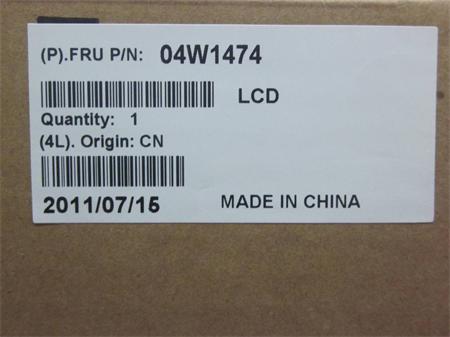 (P).FRU P/N: 04W1474
LCD
Quantity: 1
(4L). Origin: CN
2011/07/15 MADE IN CHINA